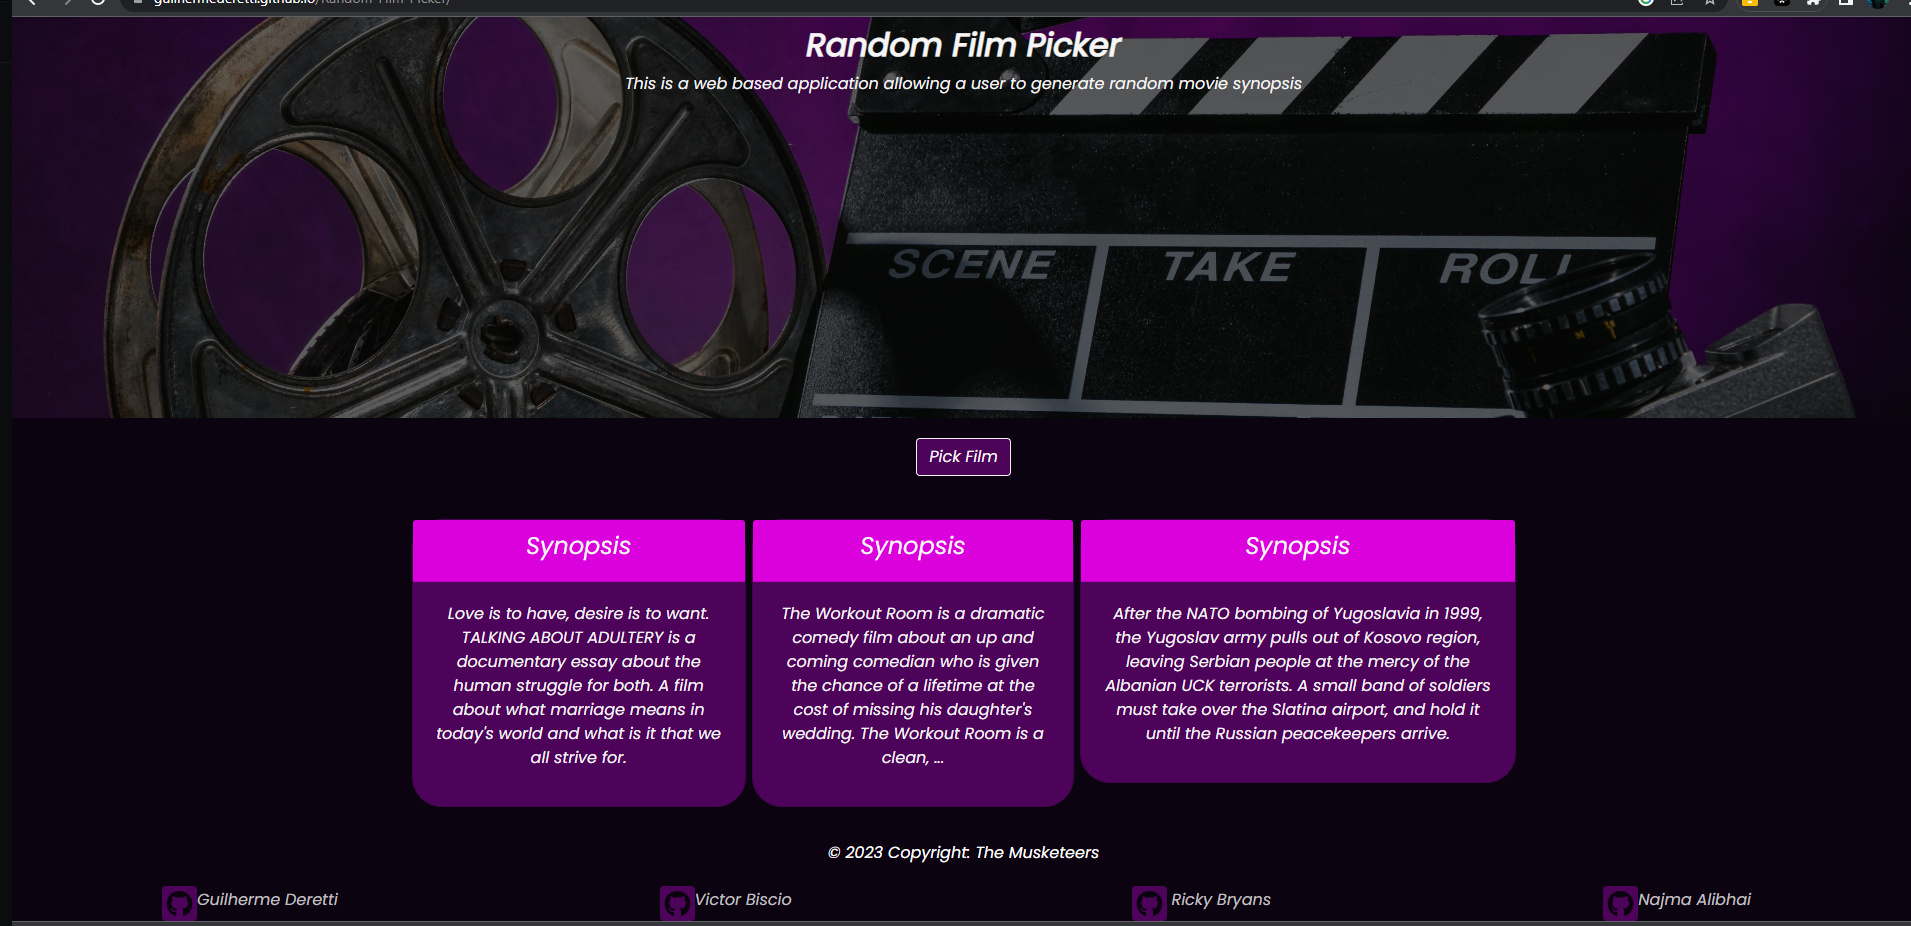 guilhermederetti.github.io/Random-Film-Picker/
Random Film Picker
This is a web based application allowing a user to generate random movie synopsis
SCENE TAKE ROLL
Pick Film
Synopsis
Love is to have, desire is to want.
TALKING ABOUT ADULTERY is a
documentary essay about the
human struggle for both. A film
about what marriage means in
today's world and what is it that we
all strive for.
Synopsis
The Workout Room is a dramatic
comedy film about an up and
coming comedian who is given
the chance of a lifetime at the
cost of missing his daughter's
wedding. The Workout Room is a
clean, ...
Synopsis
After the NATO bombing of Yugoslavia in 1999,
the Yugoslav army pulls out of Kosovo region,
leaving Serbian people at the mercy of the
Albanian UCK terrorists. A small band of soldiers
must take over the Slatina airport, and hold it
until the Russian peacekeepers arrive.
© 2023 Copyright: The Musketeers
Guilherme Deretti
Victor Biscio
Ricky Bryans
Najma Alibhai